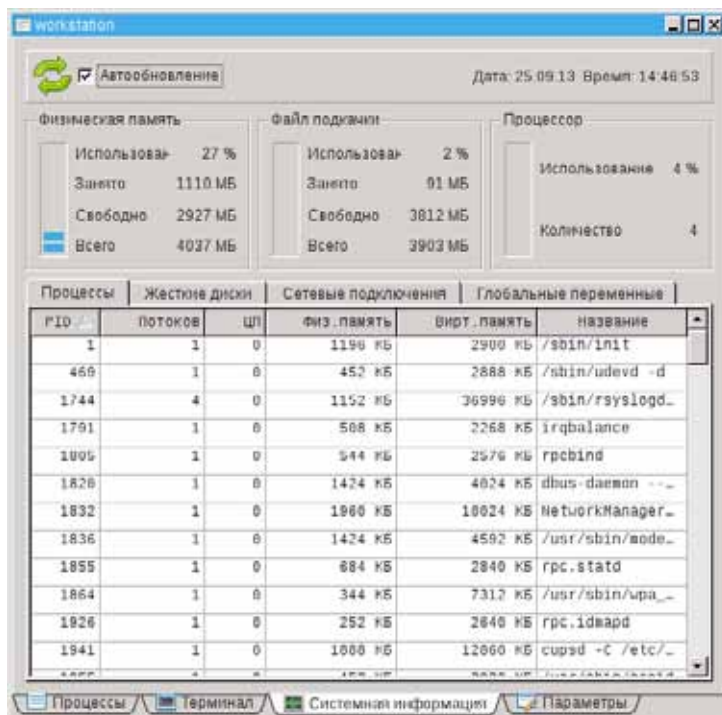 workstation
Автообновление
Дата: 25.09.13 Время: 14:46:53
Физическая память
Использован 27 %
Занято 1110 МБ
Свободно 2927 МБ
Всего 4037 МБ
Файл подкачки
Использован 2 %
Занято 91 МБ
Свободно 3812 МБ
Всего 3903 МБ
Процессор
Использование 4 %
Количество 4
Процессы Жесткие диски Сетевые подключения Глобальные переменные
PID Потоков ЦП Физ.память Вирт.память Название
1 1 0 1196 КБ 2900 КБ /sbin/init
469 1 0 452 КБ 2888 КБ /sbin/udevd -d
1744 4 0 1152 КБ 36996 КБ /sbin/rsyslogd…
1791 1 0 508 КБ 2268 КБ irqbalance
1805 1 0 544 КБ 2576 КБ rpcbind
1820 1 0 1424 КБ 4024 КБ dbus-daemon --…
1832 1 0 1960 КБ 18024 КБ NetworkManager…
1836 1 0 1424 КБ 4592 КБ /usr/sbin/mode…
1855 1 0 684 КБ 2840 КБ rpc.statd
1864 1 0 344 КБ 7312 КБ /usr/sbin/wpa_…
1926 1 0 252 КБ 2640 КБ rpc.idmapd
1941 1 0 1888 КБ 12060 КБ cupsd -C /etc/…
Процессы Терминал Системная информация Параметры